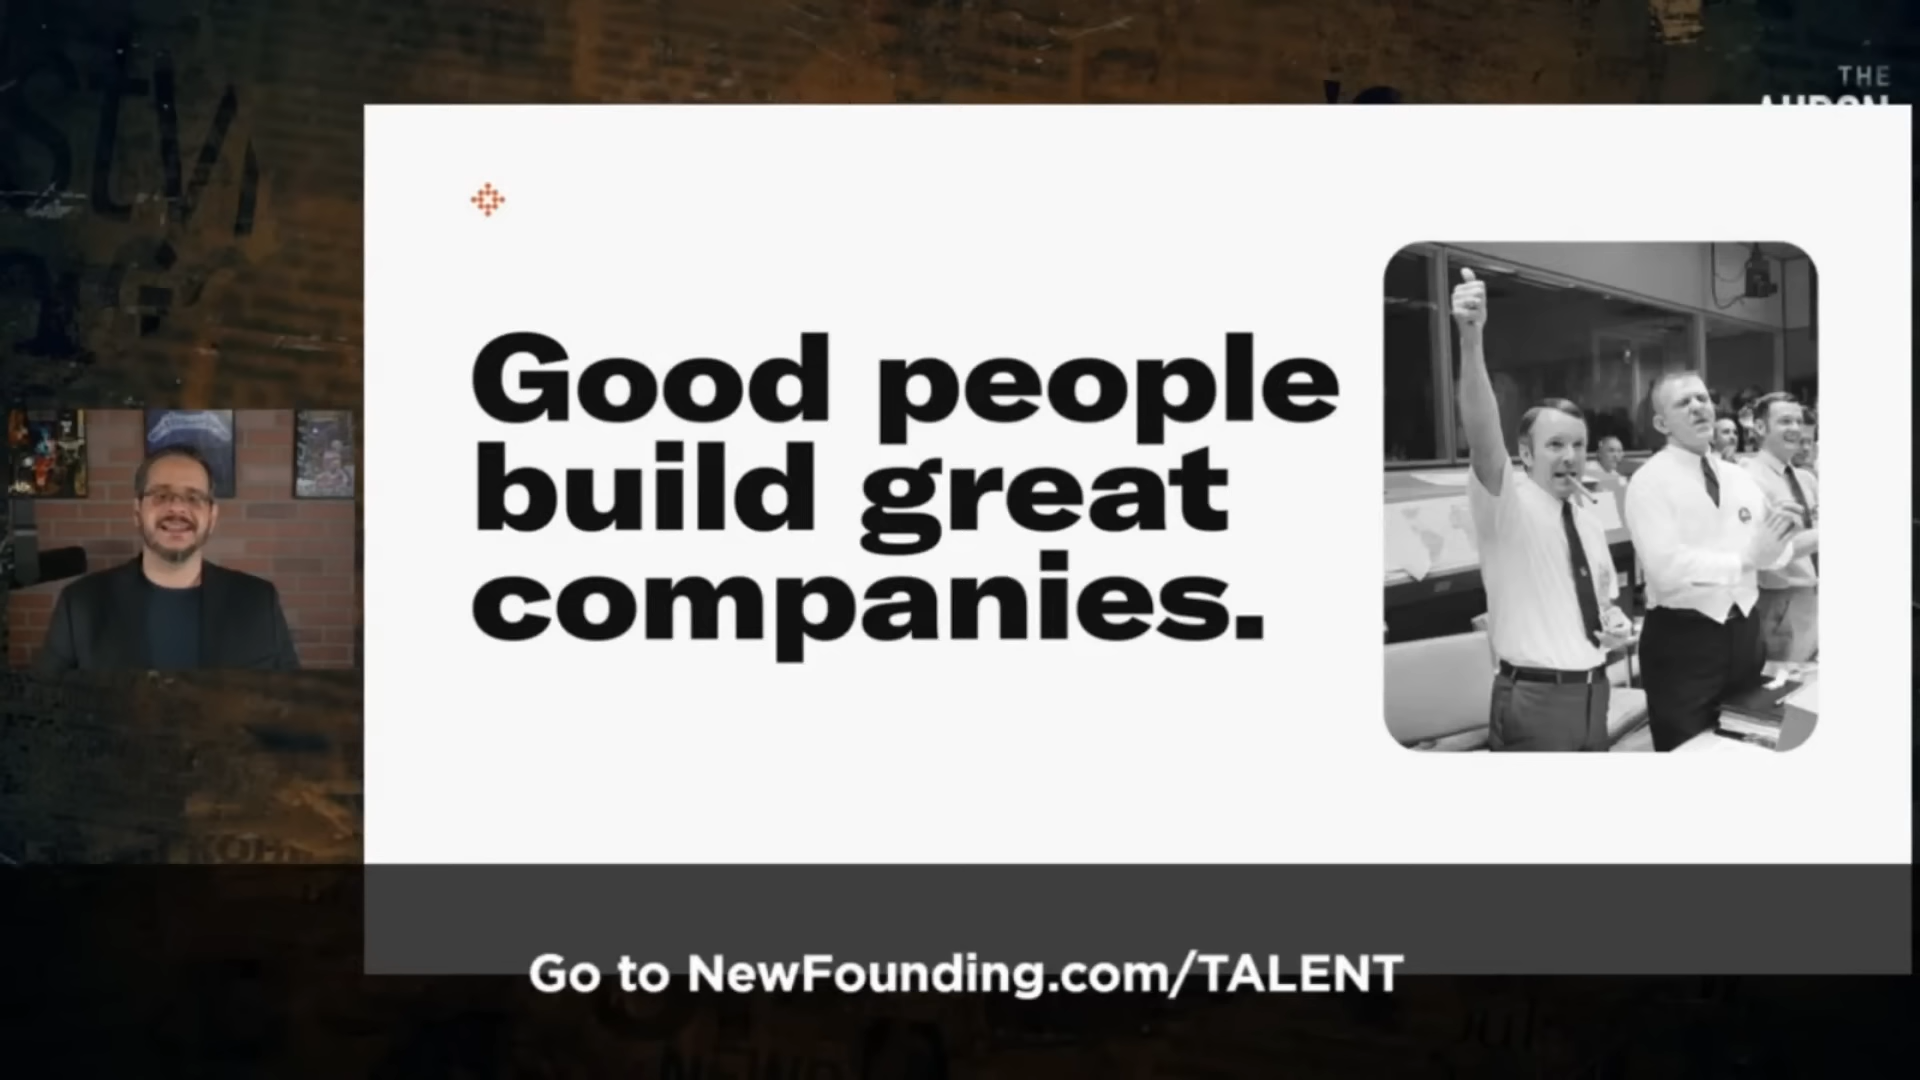 THE
Good people
build great
companies.
Go to NewFounding.com/TALENT